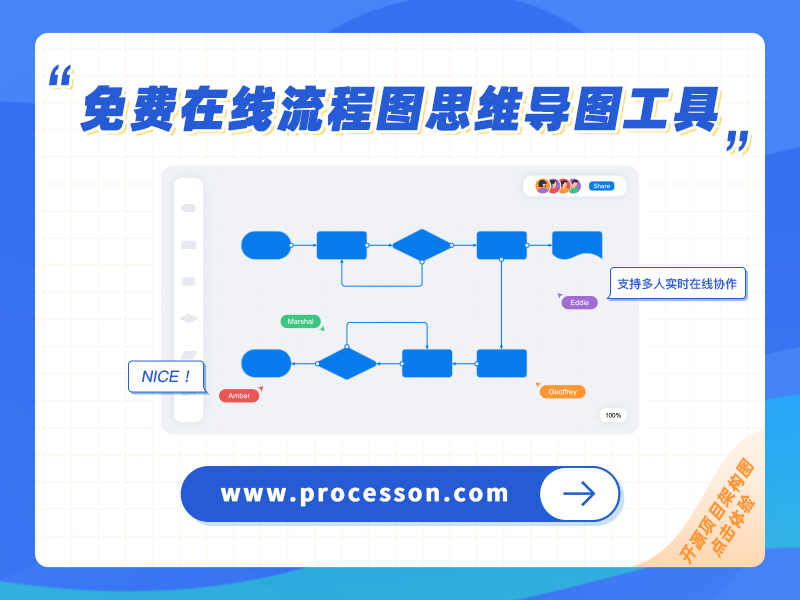 “
免费在线流程图思维导图工具
”
Share
支持多人实时在线协作
Eddie
Marshal
NICE！
Amber
Geoffrey
100%
www.processon.com
开源项目架构图
点击体验